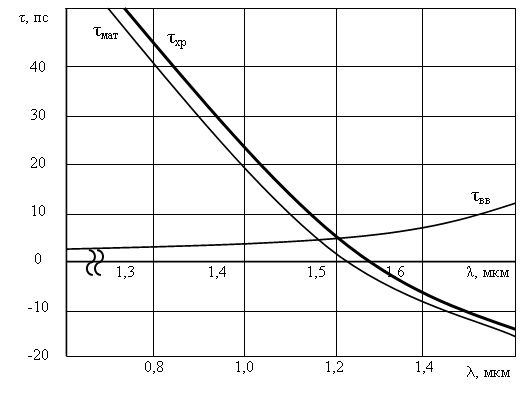 τ, пс
τмат
τхр
40
30
20
τвв
10
0
1,3 1,4 1,5 1 6 λ, мкм
-10
-20
0,8 1,0 1,2 1,4 λ, мкм